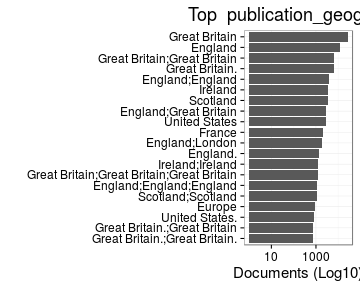 Top publication_geog
Great Britain
England
Great Britain;Great Britain
Great Britain.
England;England
Ireland
Scotland
England;Great Britain
United States
France
England;London
England.
Ireland;Ireland
Great Britain;Great Britain;Great Britain
England;England;England
Scotland;Scotland
Europe
United States.
Great Britain.;Great Britain
Great Britain.;Great Britain.
10 1000
Documents (Log10)